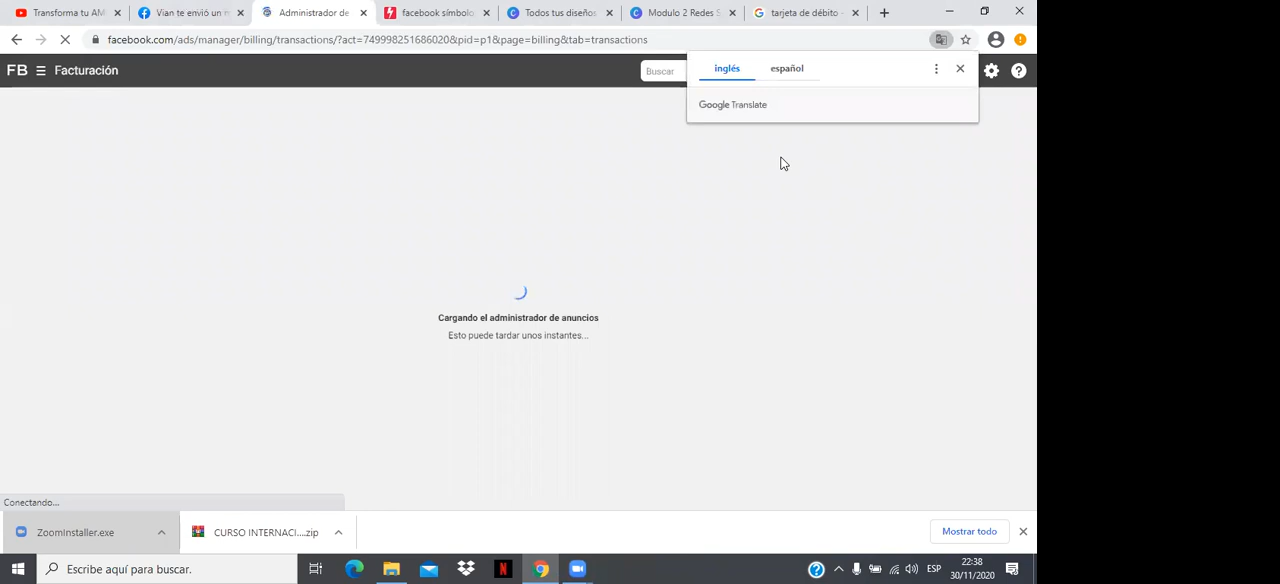 Transforma tu AM
Vian te envió un m
Administrador de
facebook símbolo
Todos tus diseños
Modulo 2 Redes S
tarjeta de débito -
facebook.com/ads/manager/billing/transactions/?act=749998251686020&pid=p1&page=billing&tab=transactions
FB Facturación
Buscar
inglés español
Google Translate
Cargando el administrador de anuncios
Esto puede tardar unos instantes...
Conectando...
ZoomInstaller.exe
CURSO INTERNACI....zip
Mostrar todo
Escribe aquí para buscar.
ESP
22:38
30/11/2020